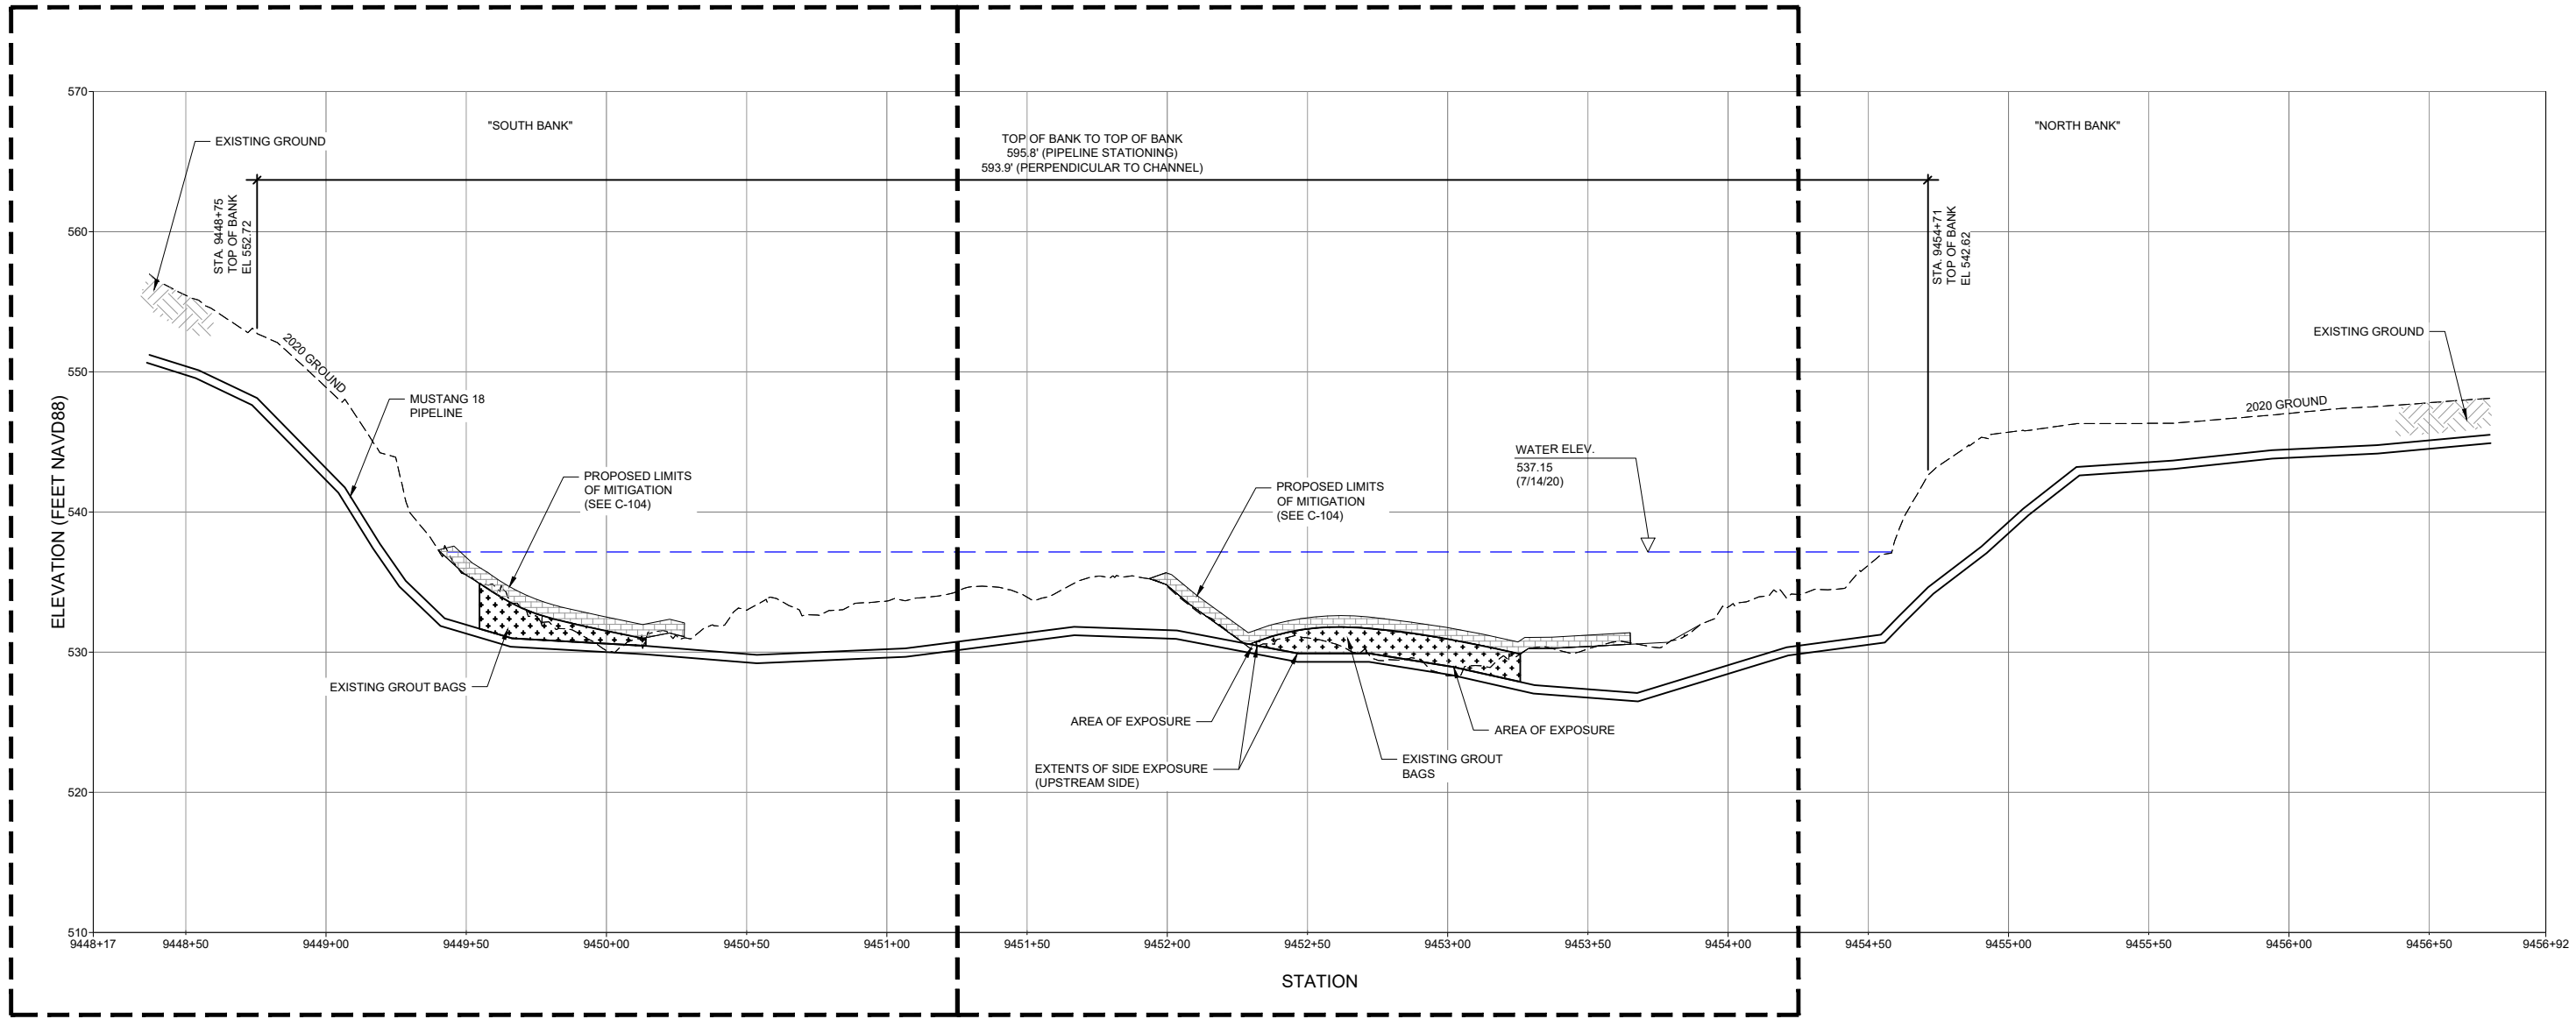 "SOUTH BANK"
"NORTH BANK"
EXISTING GROUND
TOP OF BANK TO TOP OF BANK
595.8' (PIPELINE STATIONING)
593.9' (PERPENDICULAR TO CHANNEL)
STA. 9448+75
TOP OF BANK
EL 552.72
STA. 9454+71
TOP OF BANK
EL 542.62
2020 GROUND
MUSTANG 18
PIPELINE
EXISTING GROUND
2020 GROUND
WATER ELEV.
537.15
(7/14/20)
PROPOSED LIMITS
OF MITIGATION
(SEE C-104)
PROPOSED LIMITS
OF MITIGATION
(SEE C-104)
EXISTING GROUT BAGS
AREA OF EXPOSURE
EXTENTS OF SIDE EXPOSURE
(UPSTREAM SIDE)
AREA OF EXPOSURE
EXISTING GROUT
BAGS
ELEVATION (FEET NAVD88)
570
560
550
540
530
520
510
9448+17
9448+50
9449+00
9449+50
9450+00
9450+50
9451+00
9451+50
9452+00
9452+50
9453+00
9453+50
9454+00
9454+50
9455+00
9455+50
9456+00
9456+50
9456+92
STATION